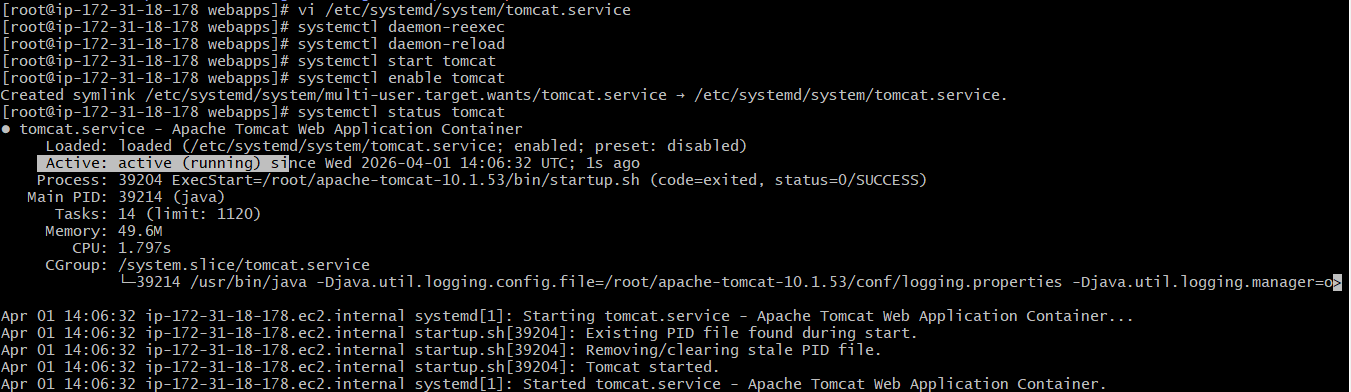 [root@ip-172-31-18-178 webapps]# vi /etc/systemd/system/tomcat.service
[root@ip-172-31-18-178 webapps]# systemctl daemon-reexec
[root@ip-172-31-18-178 webapps]# systemctl daemon-reload
[root@ip-172-31-18-178 webapps]# systemctl start tomcat
[root@ip-172-31-18-178 webapps]# systemctl enable tomcat
Created symlink /etc/systemd/system/multi-user.target.wants/tomcat.service → /etc/systemd/system/tomcat.service.
[root@ip-172-31-18-178 webapps]# systemctl status tomcat
● tomcat.service - Apache Tomcat Web Application Container
     Loaded: loaded (/etc/systemd/system/tomcat.service; enabled; preset: disabled)
     Active: active (running) since Wed 2026-04-01 14:06:32 UTC; 1s ago
    Process: 39204 ExecStart=/root/apache-tomcat-10.1.53/bin/startup.sh (code=exited, status=0/SUCCESS)
   Main PID: 39214 (java)
      Tasks: 14 (limit: 1120)
     Memory: 49.6M
        CPU: 1.797s
     CGroup: /system.slice/tomcat.service
             └─39214 /usr/bin/java -Djava.util.logging.config.file=/root/apache-tomcat-10.1.53/conf/logging.properties -Djava.util.logging.manager=o>
Apr 01 14:06:32 ip-172-31-18-178.ec2.internal systemd[1]: Starting tomcat.service - Apache Tomcat Web Application Container...
Apr 01 14:06:32 ip-172-31-18-178.ec2.internal startup.sh[39204]: Existing PID file found during start.
Apr 01 14:06:32 ip-172-31-18-178.ec2.internal startup.sh[39204]: Removing/clearing stale PID file.
Apr 01 14:06:32 ip-172-31-18-178.ec2.internal startup.sh[39204]: Tomcat started.
Apr 01 14:06:32 ip-172-31-18-178.ec2.internal systemd[1]: Started tomcat.service - Apache Tomcat Web Application Container.